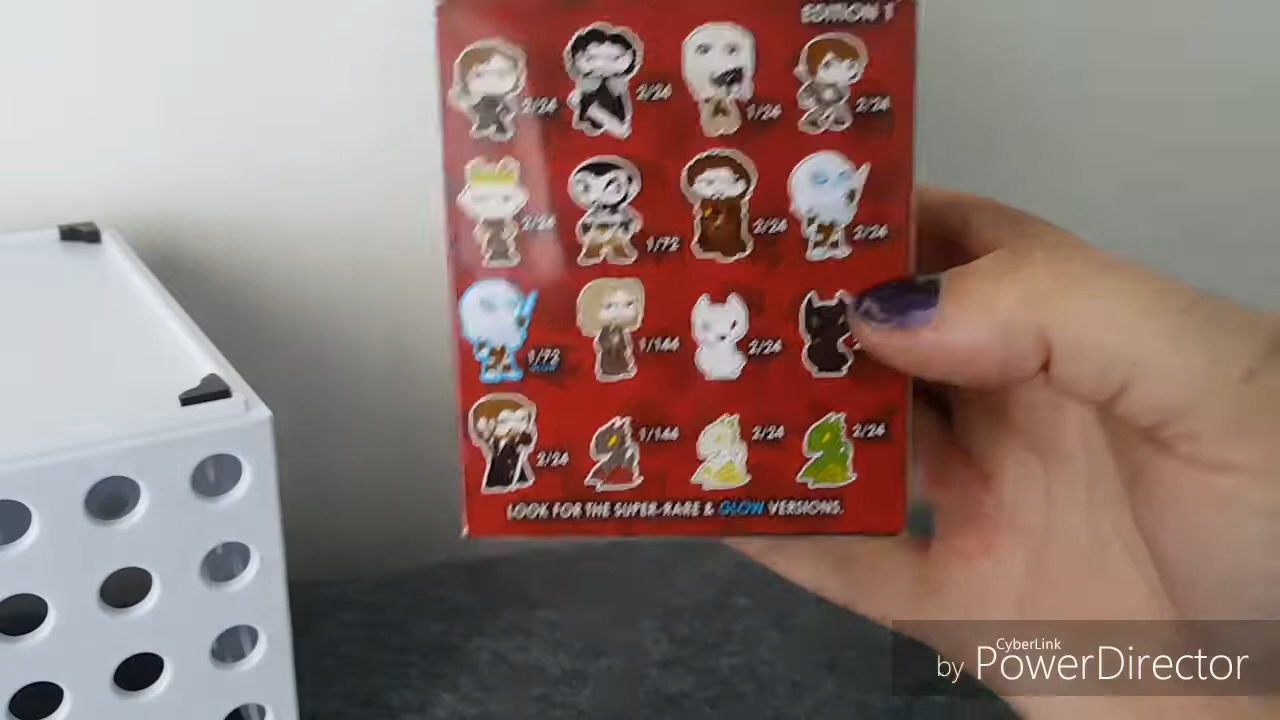 EDITION 1
2/24 2/24 1/24 2/24
2/24 1/72 2/24 2/24
1/72 1/144 2/24
GLOW
2/24 1/144 2/24 2/24
LOOK FOR THE SUPER-RARE & GLOW VERSIONS.
CyberLink
by PowerDirector